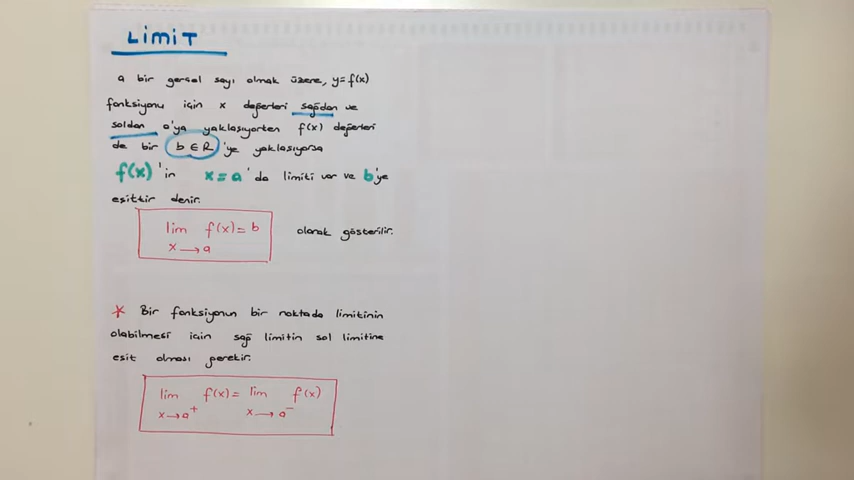 Limit
a bir gerçel sayı olmak üzere, y=f(x)
fonksiyonu için x değerleri sağdan ve
soldan a'ya yaklaşıyorken f(x) değerleri
de bir b ∈ R 'ye yaklaşıyorsa
f(x)'in x=a'da limiti var ve b'ye
eşittir denir.
lim f(x)=b olarak gösterilir.
x→a
* Bir fonksiyonun bir noktada limitinin
olabilmesi için sağ limitin sol limitine
eşit olması gerekir.
lim f(x)= lim f(x)
x→a⁺ x→a⁻